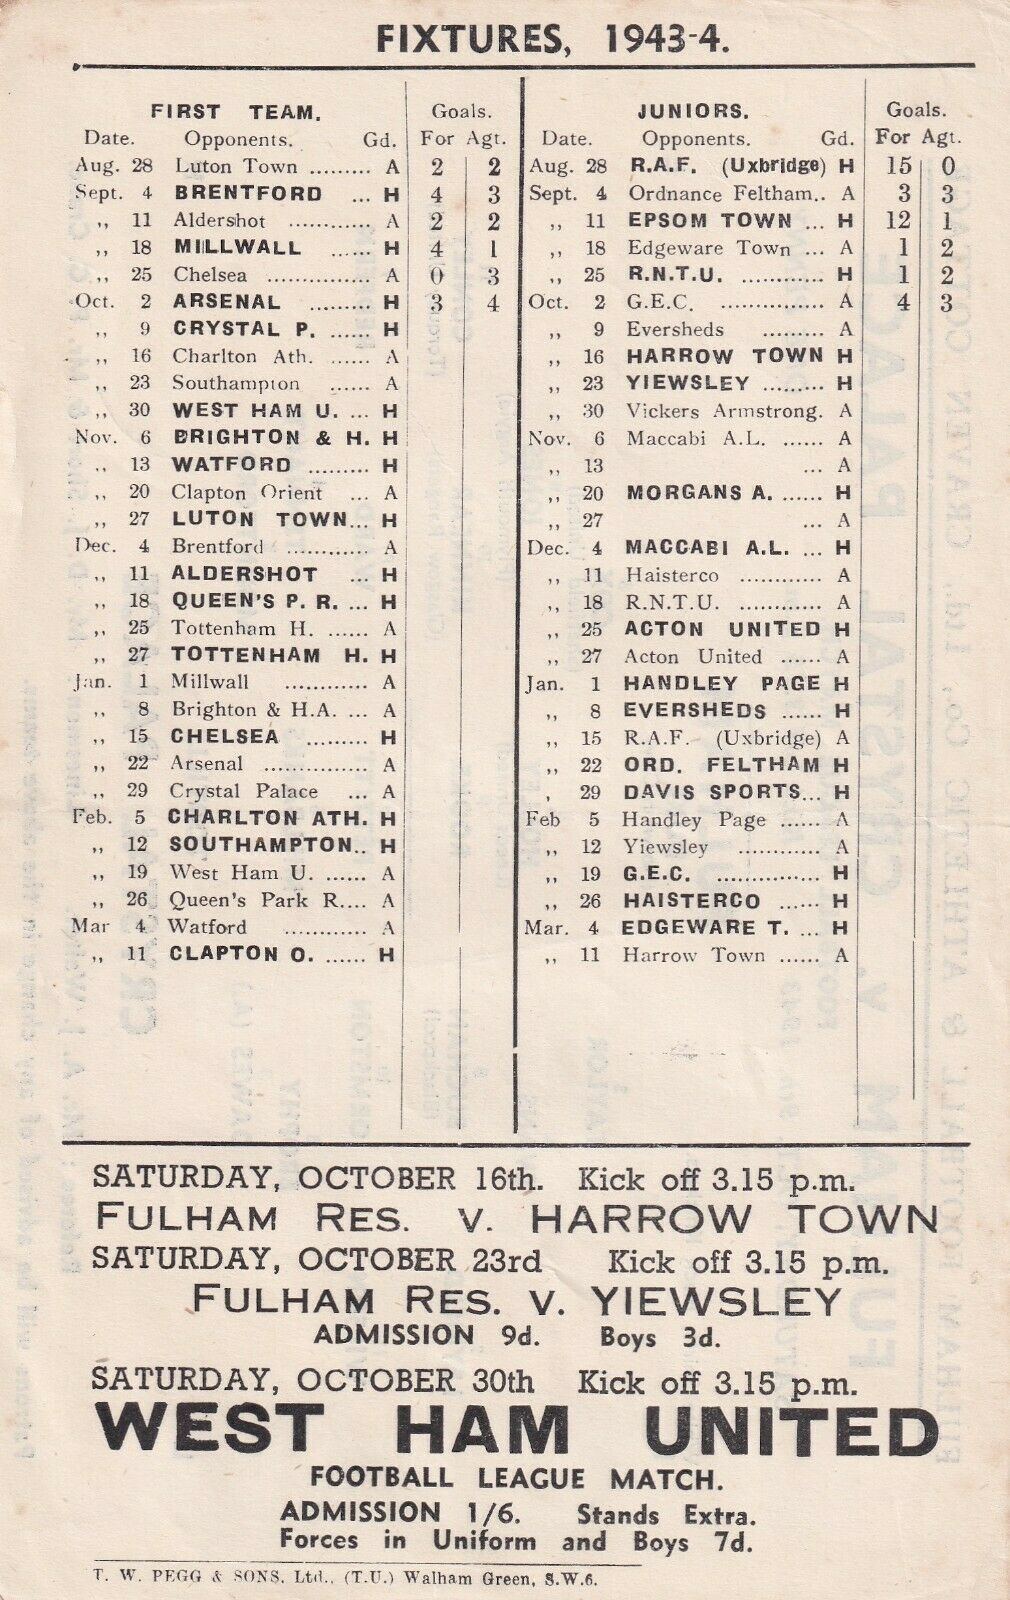 FIXTURES, 1943-4.
FIRST TEAM. Goals.
Date. Opponents. Gd. For Agt.
Aug. 28 Luton Town ......... A 2 2
Sept. 4 BRENTFORD ... H 4 3
,, 11 Aldershot ............ A 2 2
,, 18 MILLWALL ...... H 4 1
,, 25 Chelsea ............... A 0 3
Oct. 2 ARSENAL ......... H 3 4
,, 9 CRYSTAL P. ...... H
,, 16 Charlton Ath. ...... A
,, 23 Southampton ...... A
,, 30 WEST HAM U. ... H
Nov. 6 BRIGHTON & H. H
,, 13 WATFORD ......... H
,, 20 Clapton Orient ... A
,, 27 LUTON TOWN... H
Dec. 4 Brentford ............ A
,, 11 ALDERSHOT ... H
,, 18 QUEEN'S P. R. ... H
,, 25 Tottenham H. ...... A
,, 27 TOTTENHAM H. H
Jan. 1 Millwall ............ A
,, 8 Brighton & H.A. ... A
,, 15 CHELSEA ......... H
,, 22 Arsenal ............... A
,, 29 Crystal Palace ... A
Feb. 5 CHARLTON ATH. H
,, 12 SOUTHAMPTON.. H
,, 19 West Ham U. ...... A
,, 26 Queen's Park R.... A
Mar 4 Watford ............ A
,, 11 CLAPTON O. ...... H
JUNIORS. Goals.
Date. Opponents. Gd. For Agt.
Aug. 28 R.A.F. (Uxbridge) H 15 0
Sept. 4 Ordnance Feltham.. A 3 3
,, 11 EPSOM TOWN ... H 12 1
,, 18 Edgeware Town ... A 1 2
,, 25 R.N.T.U. ............ H 1 2
Oct. 2 G.E.C. ............... A 4 3
,, 9 Eversheds ......... A
,, 16 HARROW TOWN H
,, 23 YIEWSLEY ......... H
,, 30 Vickers Armstrong. A
Nov. 6 Maccabi A.L. ...... A
,, 13 ... A
,, 20 MORGANS A. ...... H
,, 27 ... A
Dec. 4 MACCABI A.L. ... H
,, 11 Haisterco ............ A
,, 18 R.N.T.U. ............ A
,, 25 ACTON UNITED H
,, 27 Acton United ...... A
Jan. 1 HANDLEY PAGE H
,, 8 EVERSHEDS ...... H
,, 15 R.A.F. (Uxbridge) A
,, 22 ORD. FELTHAM H
, 29 DAVIS SPORTS... H
Feb 5 Handley Page ...... A
,, 12 Yiewsley ............ A
,, 19 G.E.C. ............... H
,, 26 HAISTERCO ...... H
Mar. 4 EDGEWARE T. ... H
,, 11 Harrow Town ...... A
SATURDAY, OCTOBER 16th. Kick off 3.15 p.m.
FULHAM RES. v. HARROW TOWN
SATURDAY, OCTOBER 23rd Kick off 3.15 p.m.
FULHAM RES. v. YIEWSLEY
ADMISSION 9d. Boys 3d.
SATURDAY, OCTOBER 30th Kick off 3.15 p.m.
WEST HAM UNITED
FOOTBALL LEAGUE MATCH.
ADMISSION 1/6. Stands Extra.
Forces in Uniform and Boys 7d.
T. W. PEGG & SONS, Ltd., (T.U.) Walham Green, S.W.6.